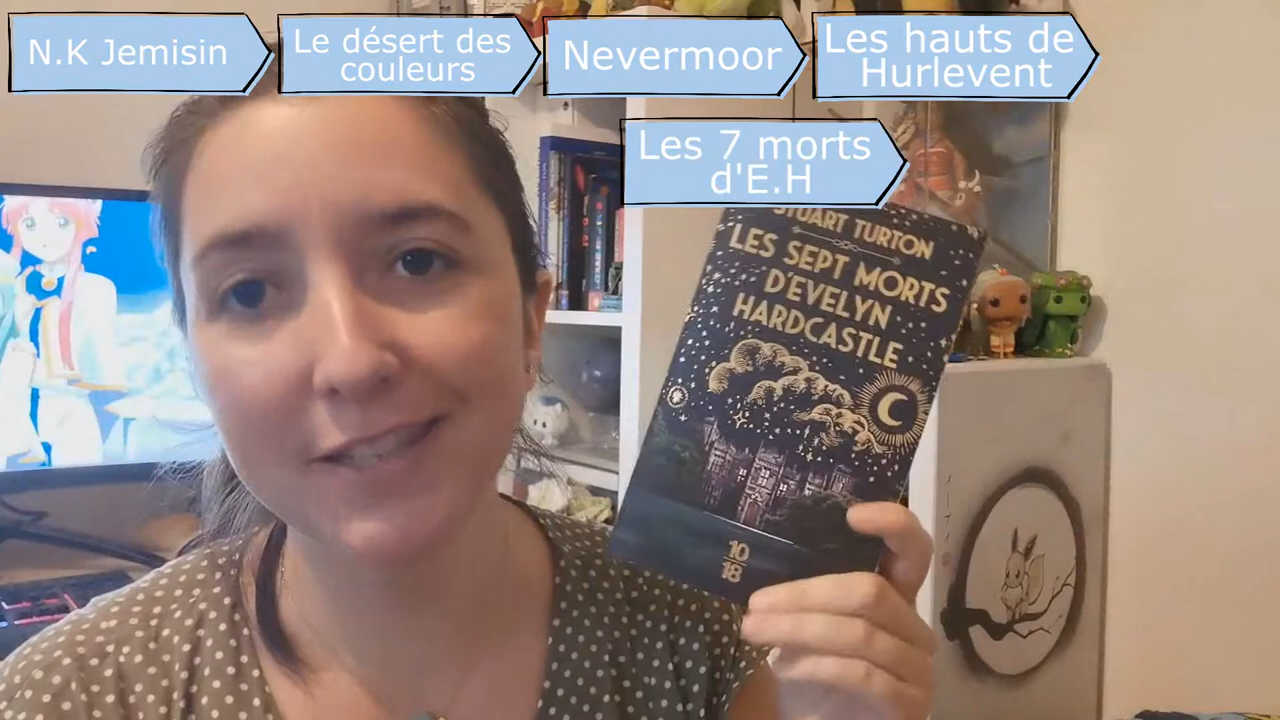 N.K Jemisin
Le désert des
couleurs
Nevermoor
Les hauts de
Hurlevent
Les 7 morts
d'E.H
STUART TURTON
LES SEPT MORTS
D'EVELYN
HARDCASTLE
10
18